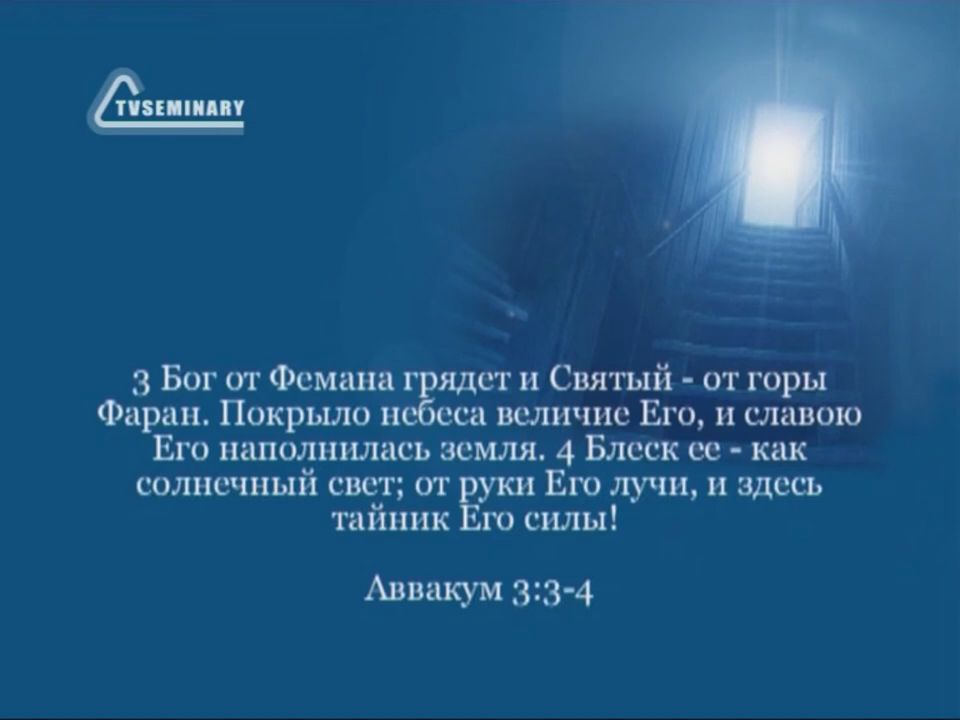 TVSEMINARY
3 Бог от Фемана грядет и Святый - от горы
Фаран. Покрыло небеса величие Его, и славою
Его наполнилась земля. 4 Блеск ее - как
солнечный свет; от руки Его лучи, и здесь
тайник Его силы!
Аввакум 3:3-4